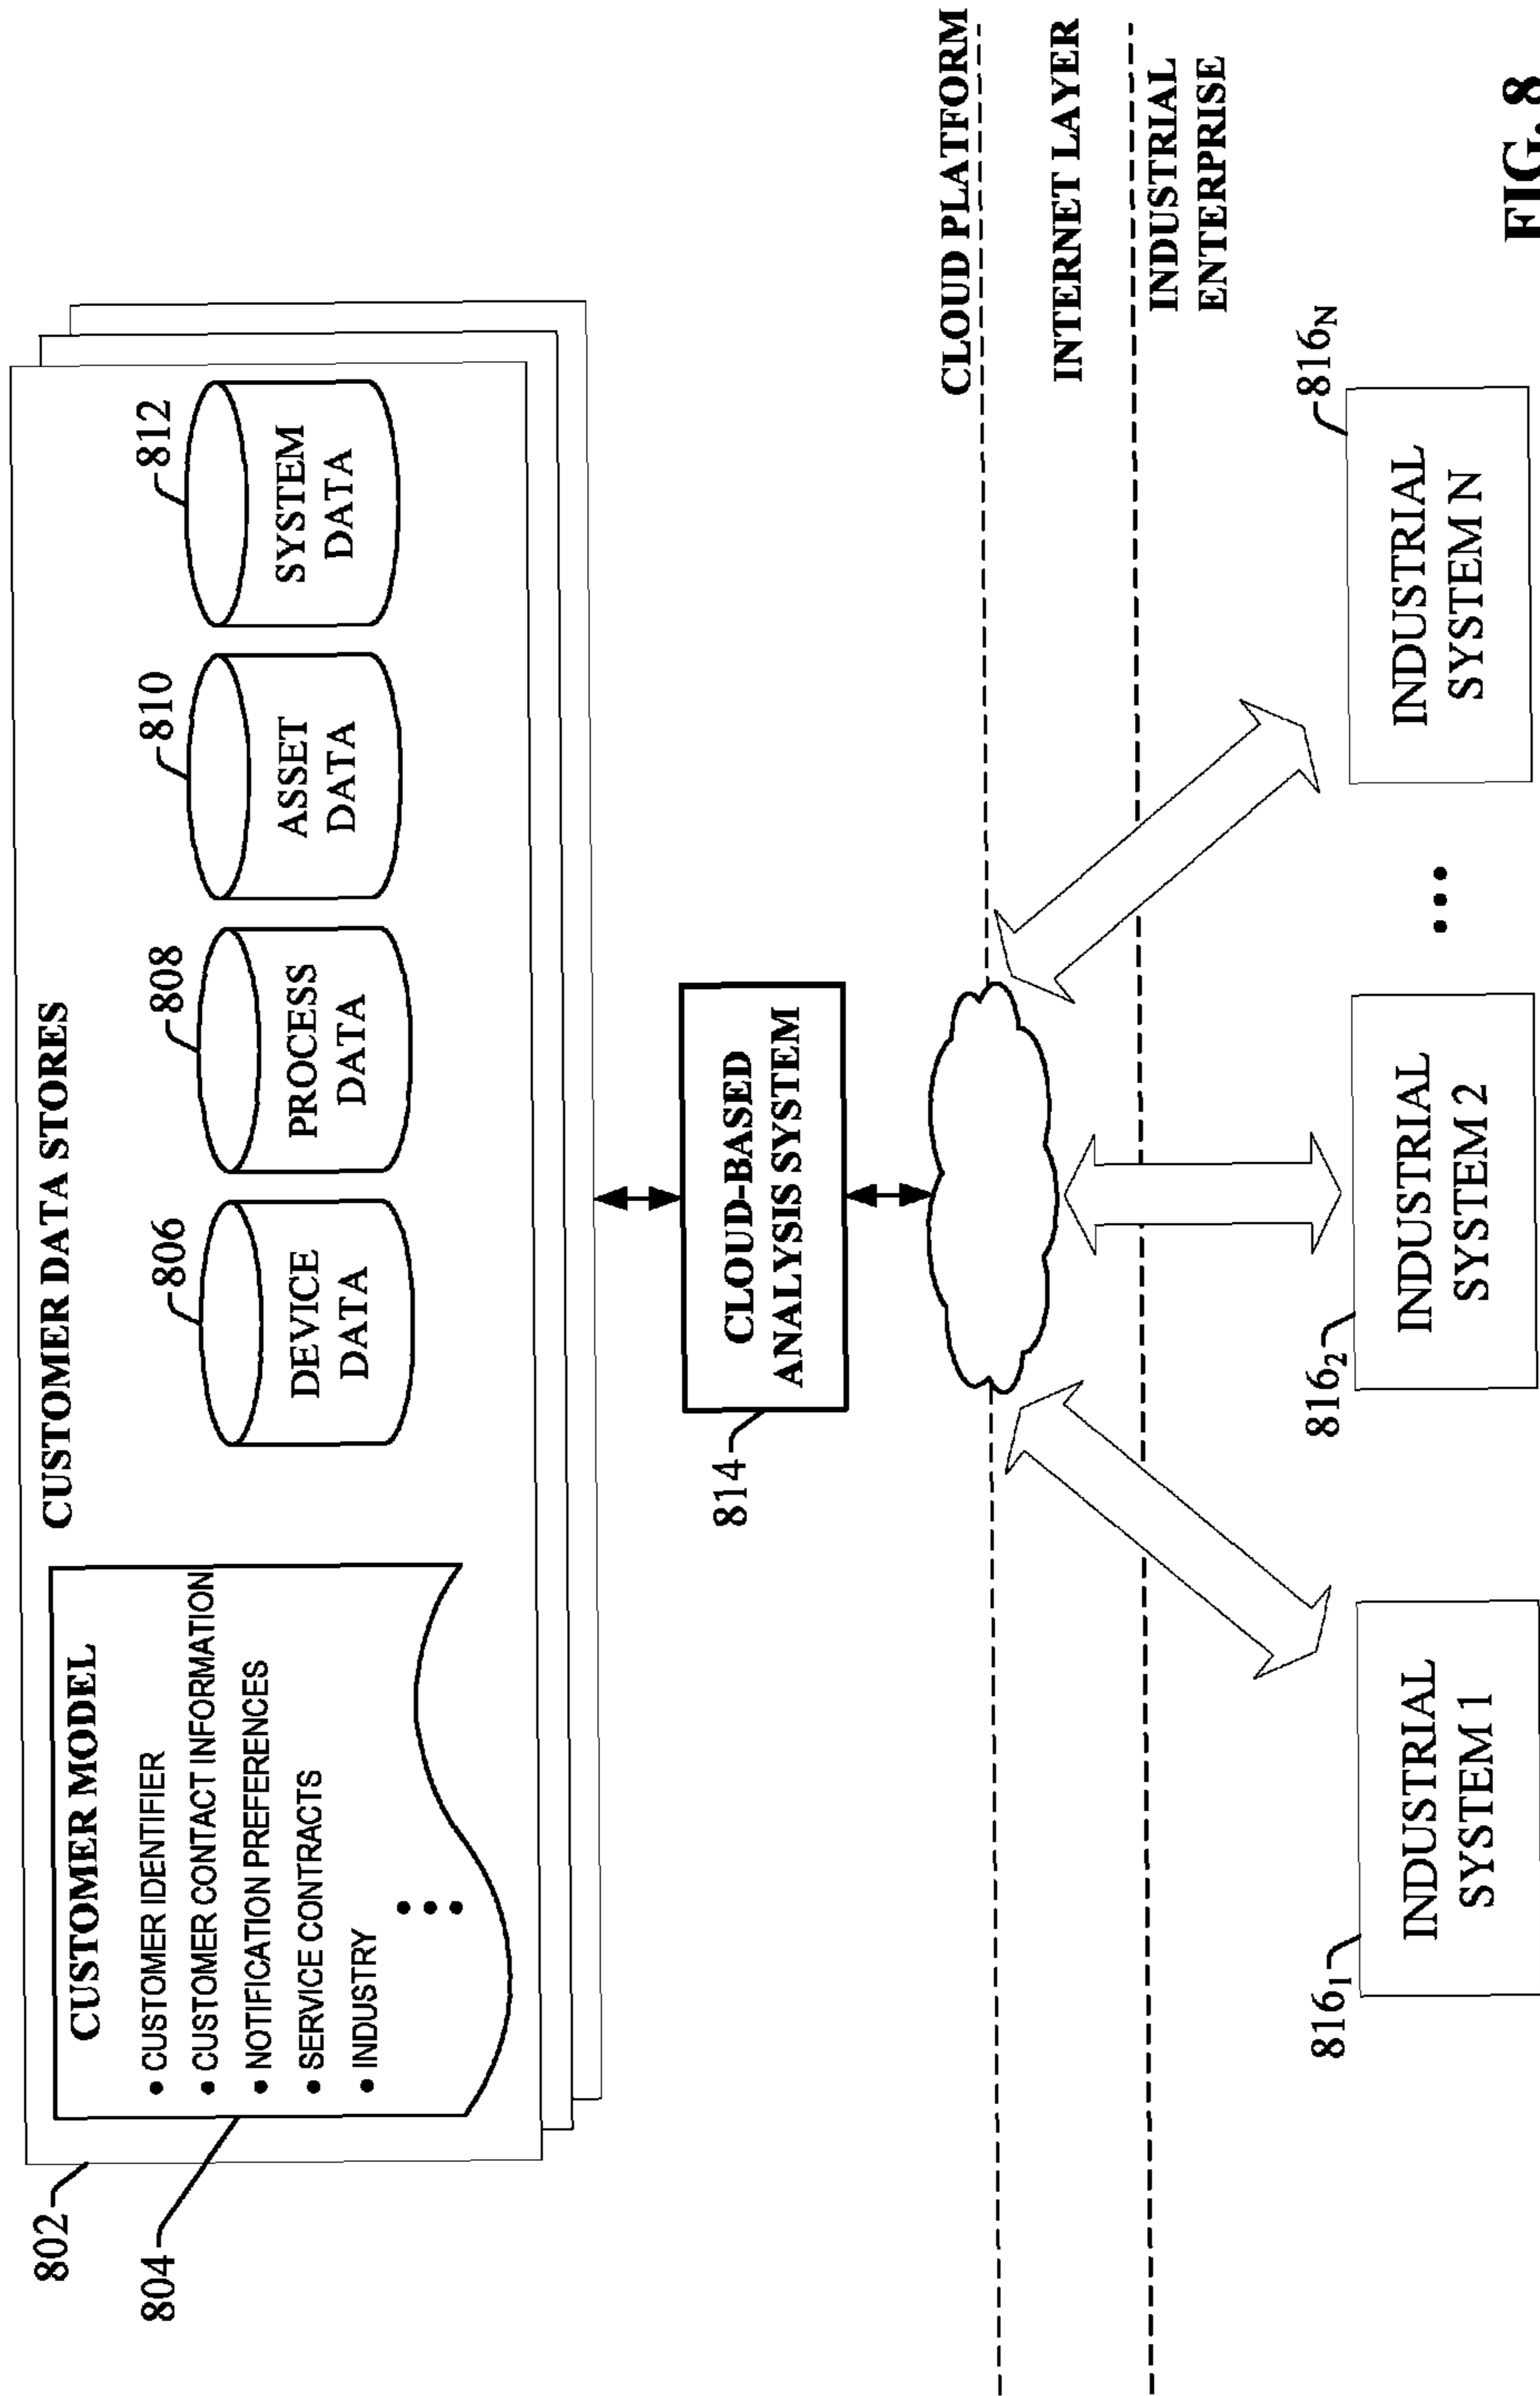 CUSTOMER DATA STORES
802
804
CUSTOMER MODEL
• CUSTOMER IDENTIFIER
• CUSTOMER CONTACT INFORMATION
• NOTIFICATION PREFERENCES
• SERVICE CONTRACTS
• INDUSTRY
806
DEVICE
DATA
808
PROCESS
DATA
810
ASSET
DATA
812
SYSTEM
DATA
814
CLOUD-BASED
ANALYSIS SYSTEM
CLOUD PLATFORM
INTERNET LAYER
INDUSTRIAL
ENTERPRISE
816₁
INDUSTRIAL
SYSTEM 1
816₂
INDUSTRIAL
SYSTEM 2
...
816N
INDUSTRIAL
SYSTEM N
FIG. 8